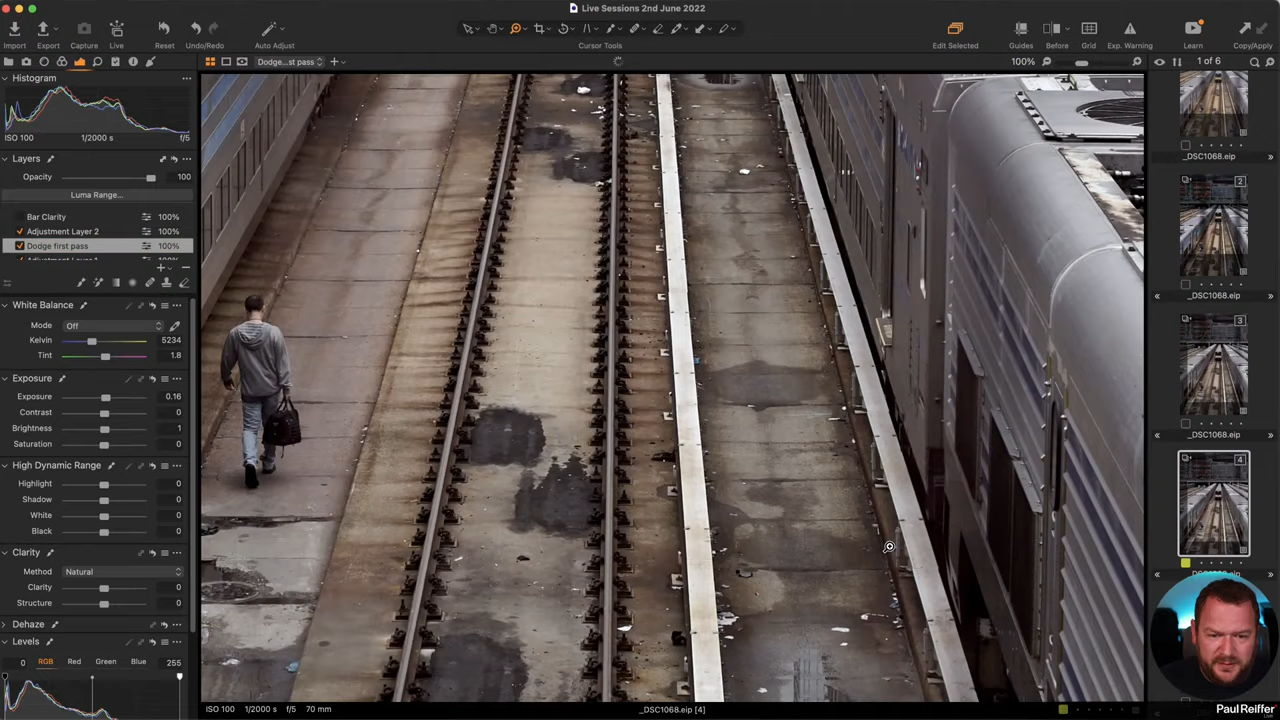 Live Sessions 2nd June 2022
Import
Export
Capture
Live
Reset
Undo/Redo
Auto Adjust
Cursor Tools
Edit Selected
Guides
Before
Grid
Exp. Warning
Learn
Copy/Apply
Dodge...st pass
100%
1 of 6
Histogram
ISO 100
1/2000 s
f/5
Layers
Opacity
100
Luma Range...
Bar Clarity 100%
Adjustment Layer 2 100%
Dodge first pass 100%
Adjustment Layer 1 100%
White Balance
Mode Off
Kelvin 5234
Tint 1.8
Exposure
Exposure 0.16
Contrast 0
Brightness 1
Saturation 0
High Dynamic Range
Highlight 0
Shadow 0
White 0
Black 0
Clarity
Method Natural
Clarity 0
Structure 0
Dehaze
Levels
0 RGB Red Green Blue 255
ISO 100 1/2000 s f/5 70 mm
_DSC1068.eip [4]
_DSC1068.eip
2
_DSC1068.eip
3
_DSC1068.eip
4
_DSC1068.eip
Paul Reiffer